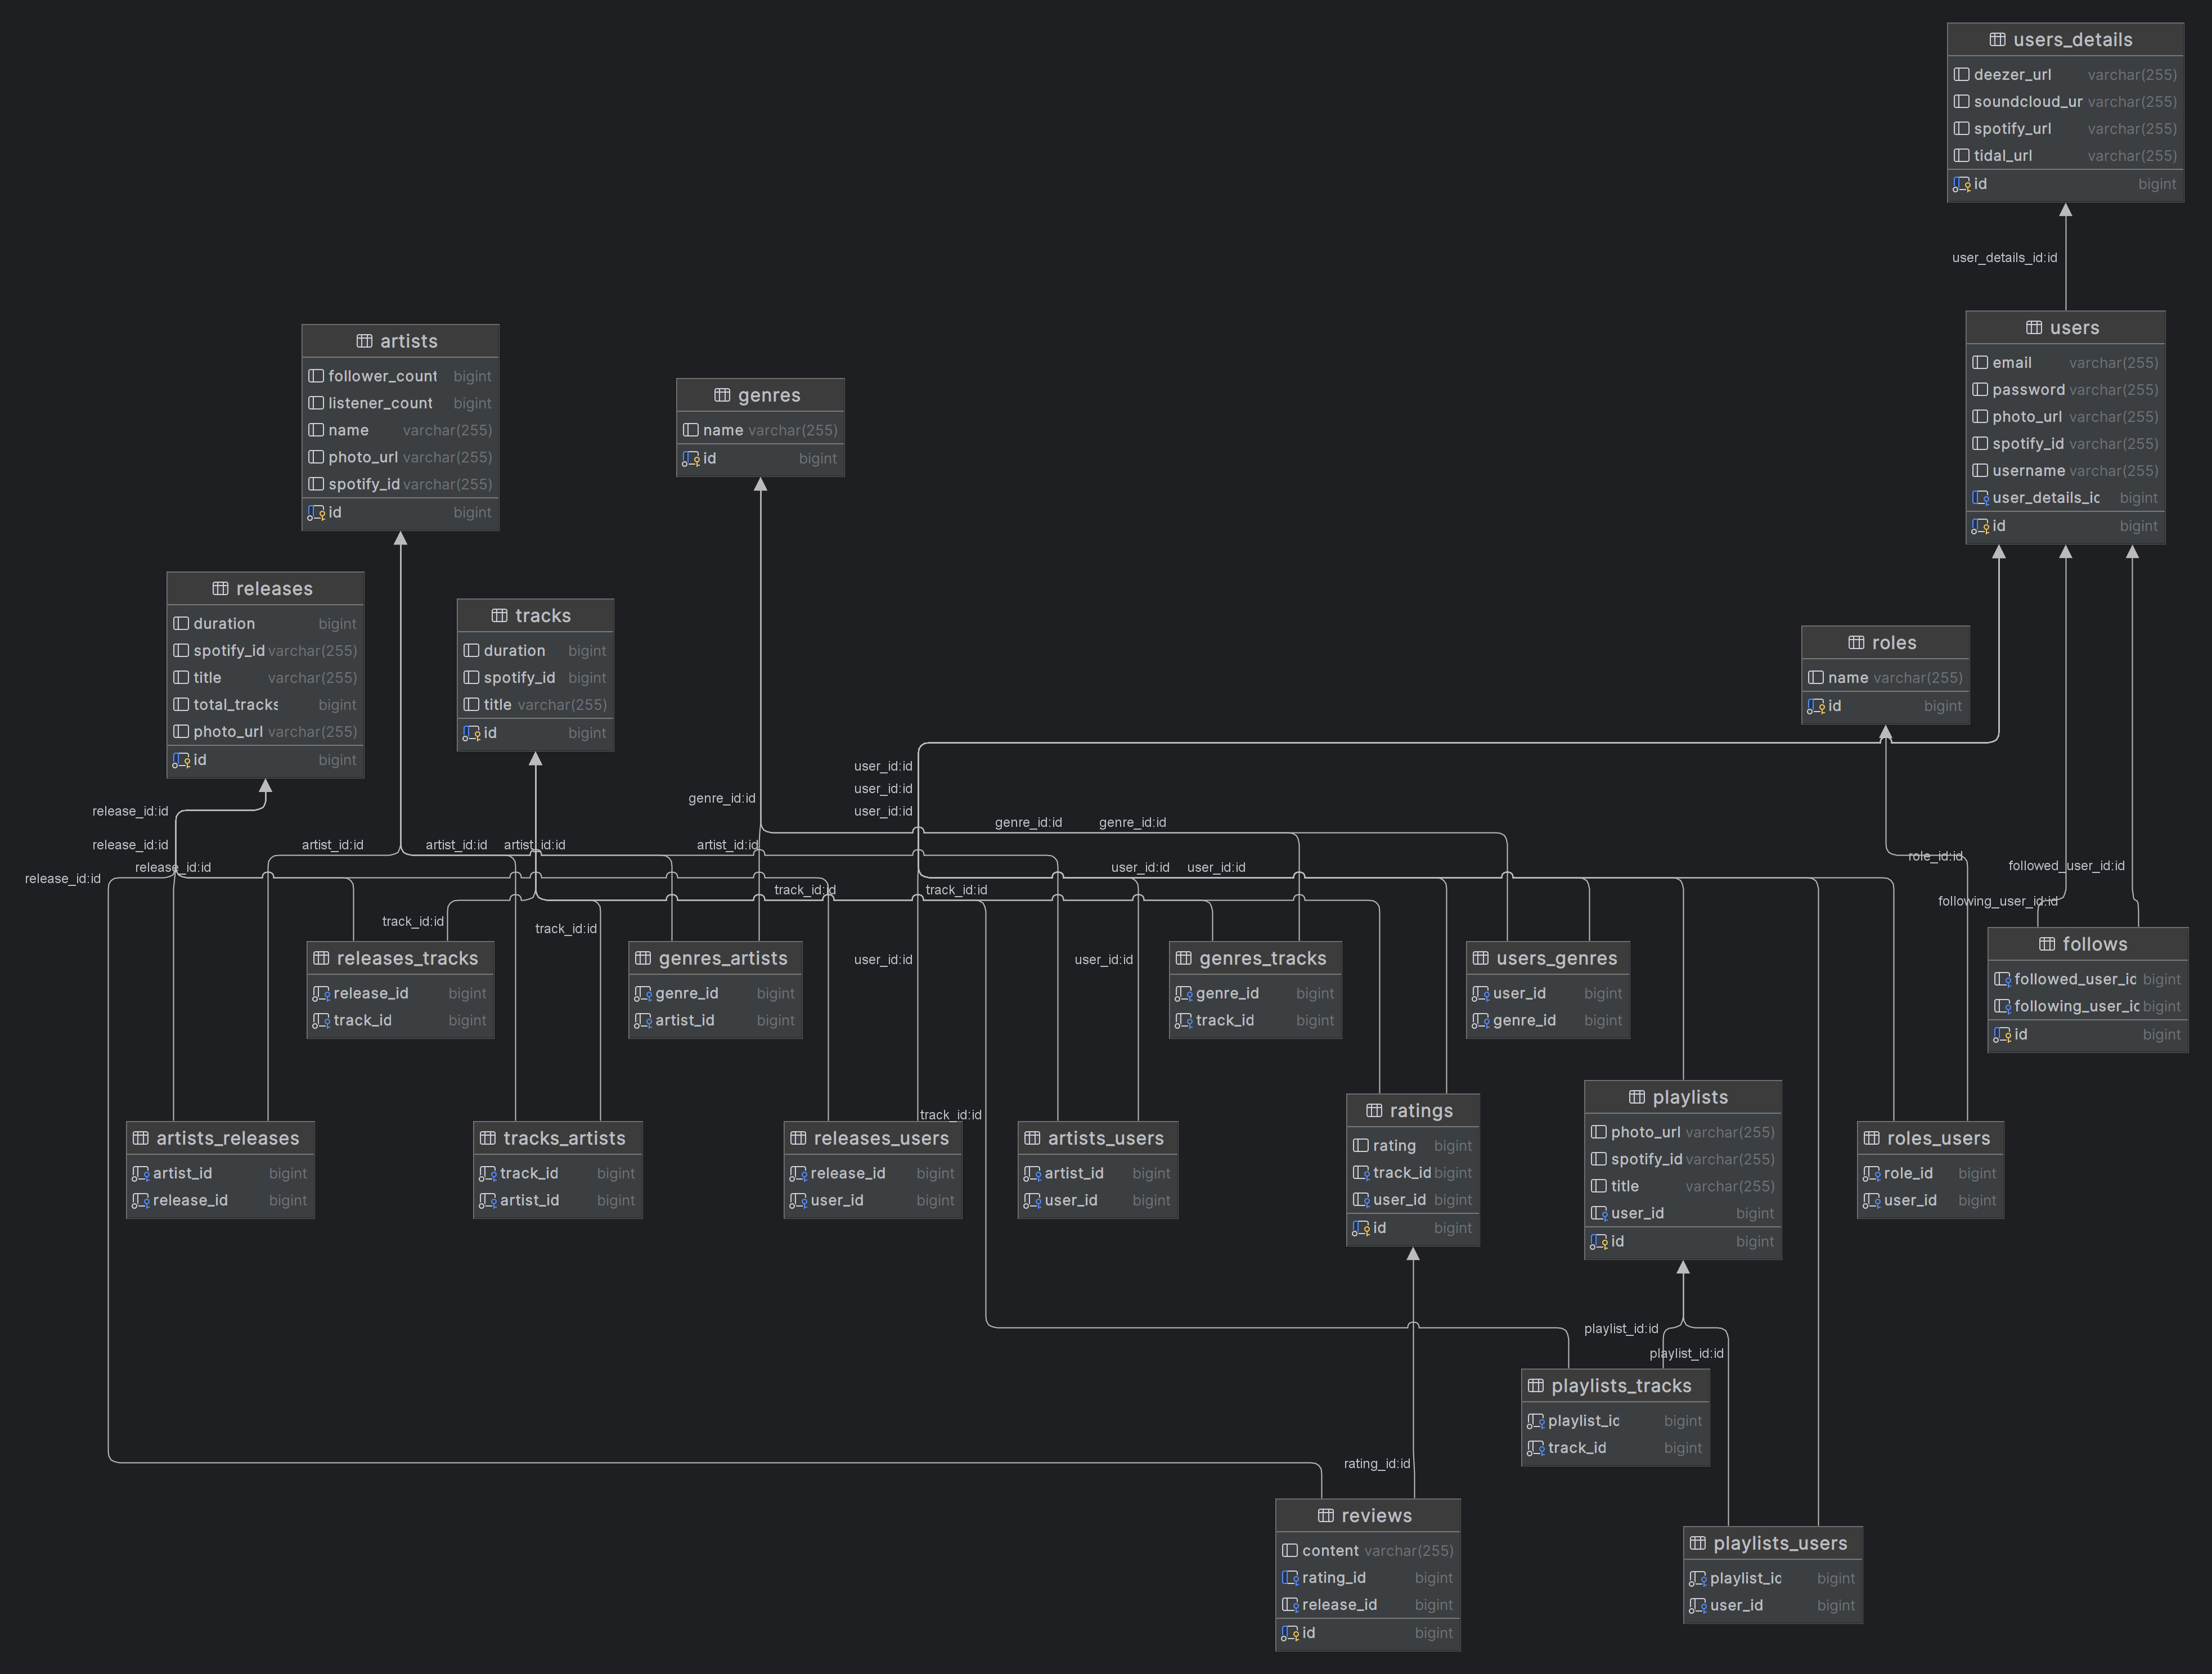 users_details
deezer_url varchar(255)
soundcloud_ur varchar(255)
spotify_url varchar(255)
tidal_url varchar(255)
id bigint
user_details_id:id
users
email varchar(255)
password varchar(255)
photo_url varchar(255)
spotify_id varchar(255)
username varchar(255)
user_details_ic bigint
id bigint
artists
follower_count bigint
listener_count bigint
name varchar(255)
photo_url varchar(255)
spotify_id varchar(255)
id bigint
genres
name varchar(255)
id bigint
releases
duration bigint
spotify_id varchar(255)
title varchar(255)
total_tracks bigint
photo_url varchar(255)
id bigint
tracks
duration bigint
spotify_id bigint
title varchar(255)
id bigint
roles
name varchar(255)
id bigint
user_id:id
user_id:id
user_id:id
genre_id:id
release_id:id
genre_id:id genre_id:id
release_id:id
artist_id:id artist_id:id artist_id:id artist_id:id
role_id:id
release_id:id
user_id:id user_id:id
followed_user_id:id
release_id:id
track_id:id track_id:id
following_user_id:id
track_id:id
track_id:id
user_id:id
user_id:id
releases_tracks
release_id bigint
track_id bigint
genres_artists
genre_id bigint
artist_id bigint
genres_tracks
genre_id bigint
track_id bigint
users_genres
user_id bigint
genre_id bigint
follows
followed_user_ic bigint
following_user_ic bigint
id bigint
track_id:id
artists_releases
artist_id bigint
release_id bigint
tracks_artists
track_id bigint
artist_id bigint
releases_users
release_id bigint
user_id bigint
artists_users
artist_id bigint
user_id bigint
ratings
rating bigint
track_id bigint
user_id bigint
id bigint
playlists
photo_url varchar(255)
spotify_id varchar(255)
title varchar(255)
user_id bigint
id bigint
roles_users
role_id bigint
user_id bigint
playlist_id:id
playlist_id:id
playlists_tracks
playlist_ic bigint
track_id bigint
rating_id:id
reviews
content varchar(255)
rating_id bigint
release_id bigint
id bigint
playlists_users
playlist_ic bigint
user_id bigint